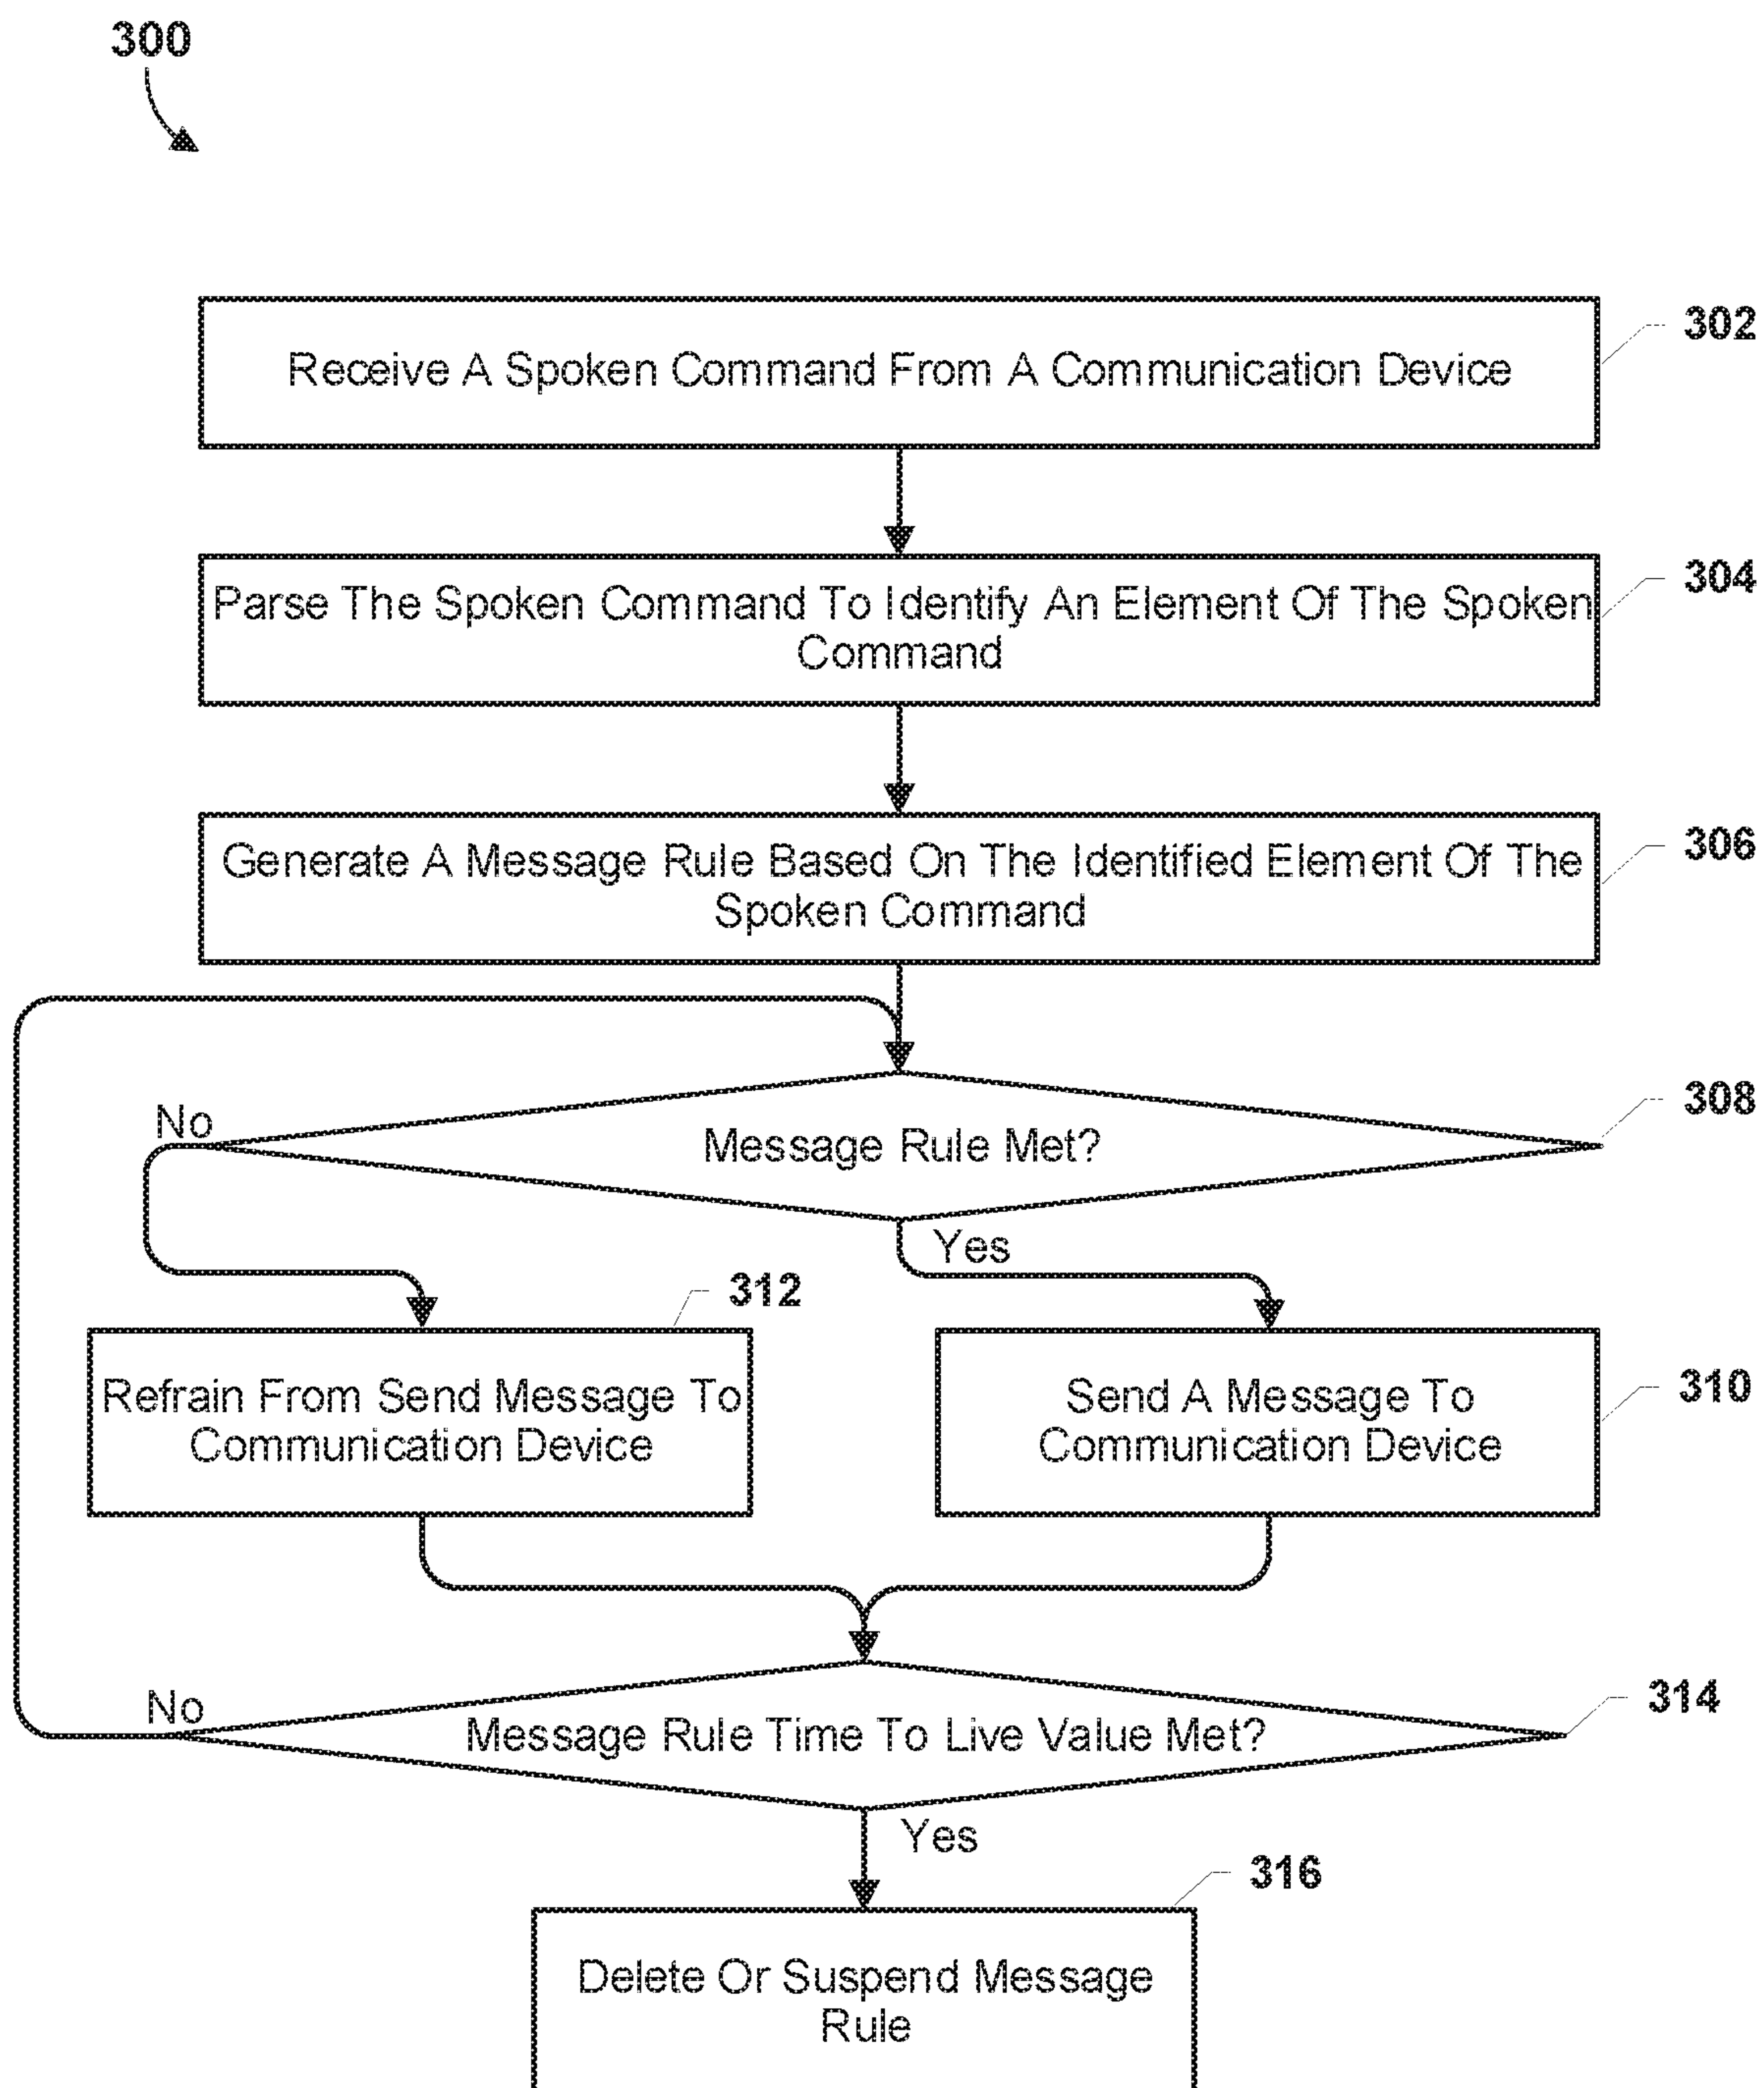 300
Receive A Spoken Command From A Communication Device
302
Parse The Spoken Command To Identify An Element Of The Spoken
Command
304
Generate A Message Rule Based On The Identified Element Of The
Spoken Command
306
Message Rule Met?
308
No
Yes
312
Refrain From Send Message To
Communication Device
Send A Message To
Communication Device
310
Message Rule Time To Live Value Met?
314
No
Yes
316
Delete Or Suspend Message
Rule